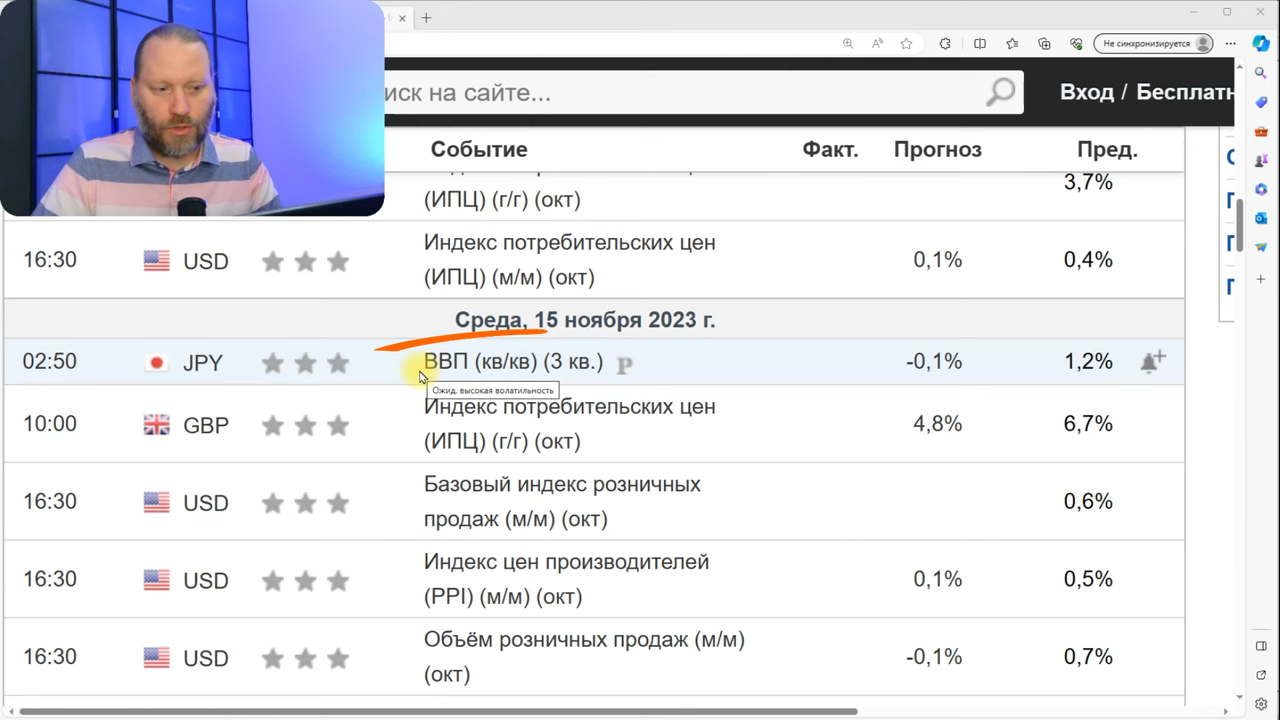 Не синхронизируется
иск на сайте...
Вход / Бесплатн
Событие Факт. Прогноз Пред.
(ИПЦ) (г/г) (окт) 3,7%
16:30 USD Индекс потребительских цен (ИПЦ) (м/м) (окт) 0,1% 0,4%
Среда, 15 ноября 2023 г.
02:50 JPY ВВП (кв/кв) (3 кв.) P -0,1% 1,2%
Ожид. высокая волатильность
10:00 GBP Индекс потребительских цен (ИПЦ) (г/г) (окт) 4,8% 6,7%
16:30 USD Базовый индекс розничных продаж (м/м) (окт) 0,6%
16:30 USD Индекс цен производителей (PPI) (м/м) (окт) 0,1% 0,5%
16:30 USD Объём розничных продаж (м/м) (окт) -0,1% 0,7%